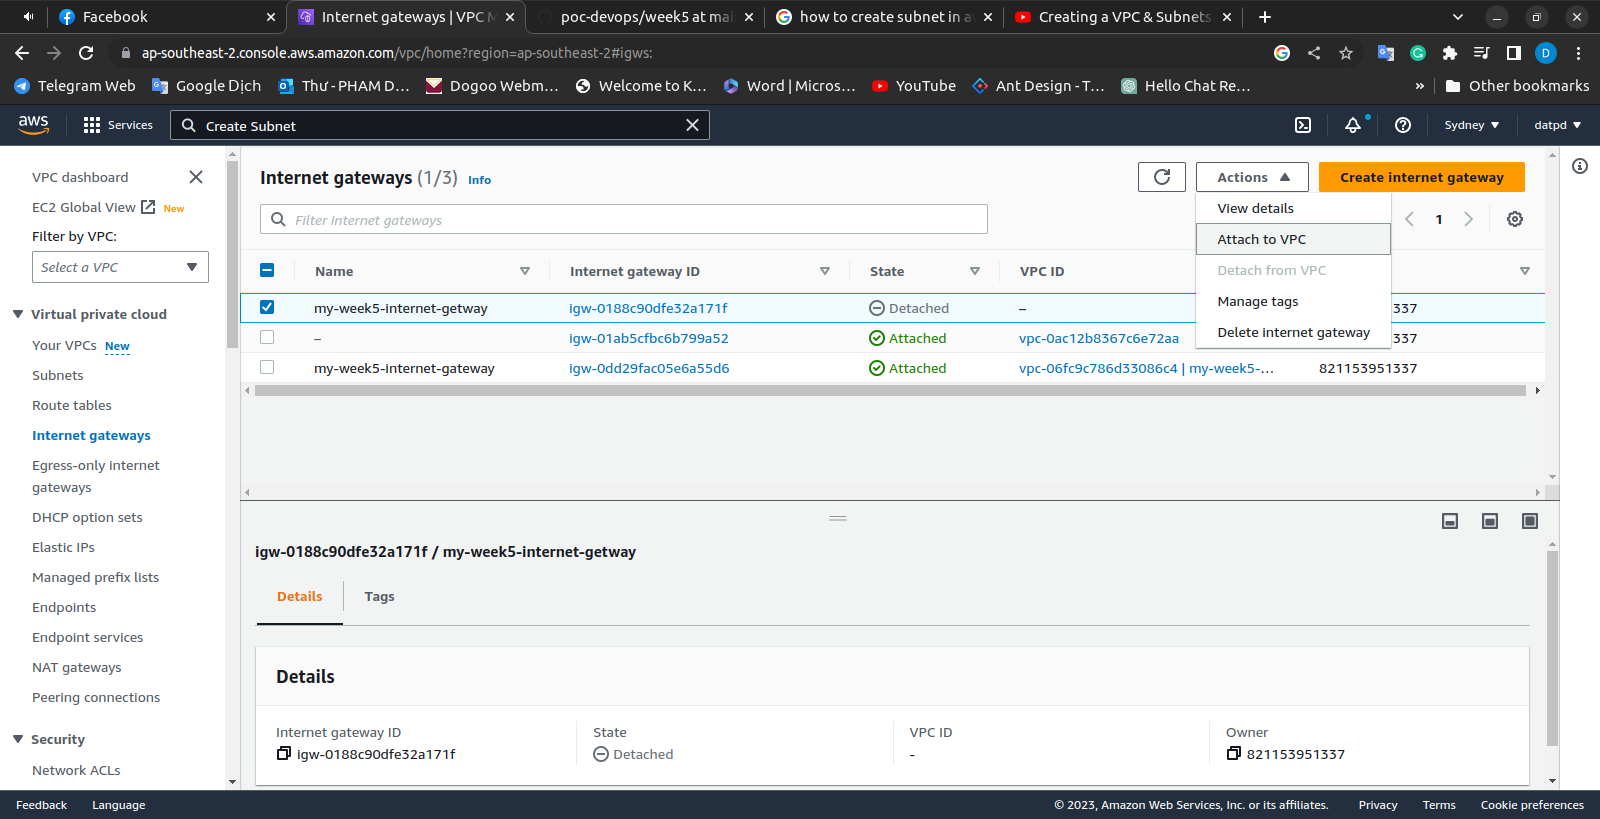 Facebook
Internet gateways | VPC M
poc-devops/week5 at mai
how to create subnet in a
Creating a VPC & Subnets
ap-southeast-2.console.aws.amazon.com/vpc/home?region=ap-southeast-2#igws:
D
Telegram Web
Google Dịch
Thư - PHAM D...
Dogoo Webm...
Welcome to K...
Word | Micros...
YouTube
Ant Design - T...
Hello Chat Re...
»
Other bookmarks
aws
Services
Create Subnet
Sydney
datpd
VPC dashboard
EC2 Global View New
Filter by VPC:
Select a VPC
Virtual private cloud
Your VPCs New
Subnets
Route tables
Internet gateways
Egress-only internet
gateways
DHCP option sets
Elastic IPs
Managed prefix lists
Endpoints
Endpoint services
NAT gateways
Peering connections
Security
Network ACLs
Internet gateways (1/3) Info
Actions
Create internet gateway
View details
Attach to VPC
Detach from VPC
Manage tags
Delete internet gateway
Filter internet gateways
1
Name Internet gateway ID State VPC ID
my-week5-internet-getway igw-0188c90dfe32a171f Detached – 337
– igw-01ab5cfbc6b799a52 Attached vpc-0ac12b8367c6e72aa 337
my-week5-internet-gateway igw-0dd29fac05e6a55d6 Attached vpc-06fc9c786d33086c4 | my-week5-... 821153951337
igw-0188c90dfe32a171f / my-week5-internet-getway
Details
Tags
Details
Internet gateway ID
igw-0188c90dfe32a171f
State
Detached
VPC ID
-
Owner
821153951337
Feedback
Language
© 2023, Amazon Web Services, Inc. or its affiliates.
Privacy
Terms
Cookie preferences